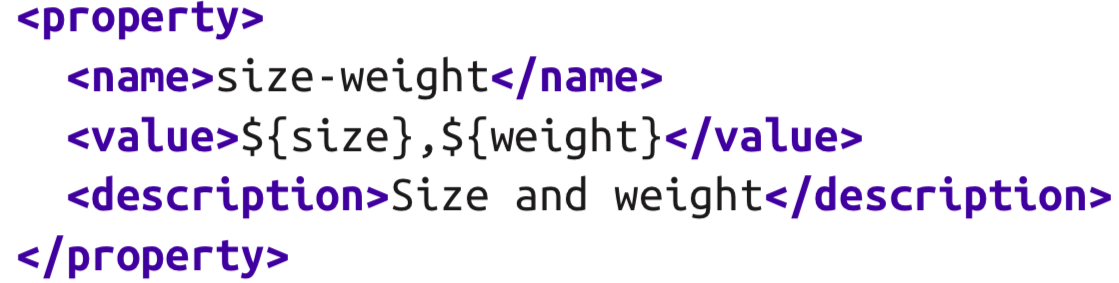 <property>
  <name>size-weight</name>
  <value>${size},${weight}</value>
  <description>Size and weight</description>
</property>